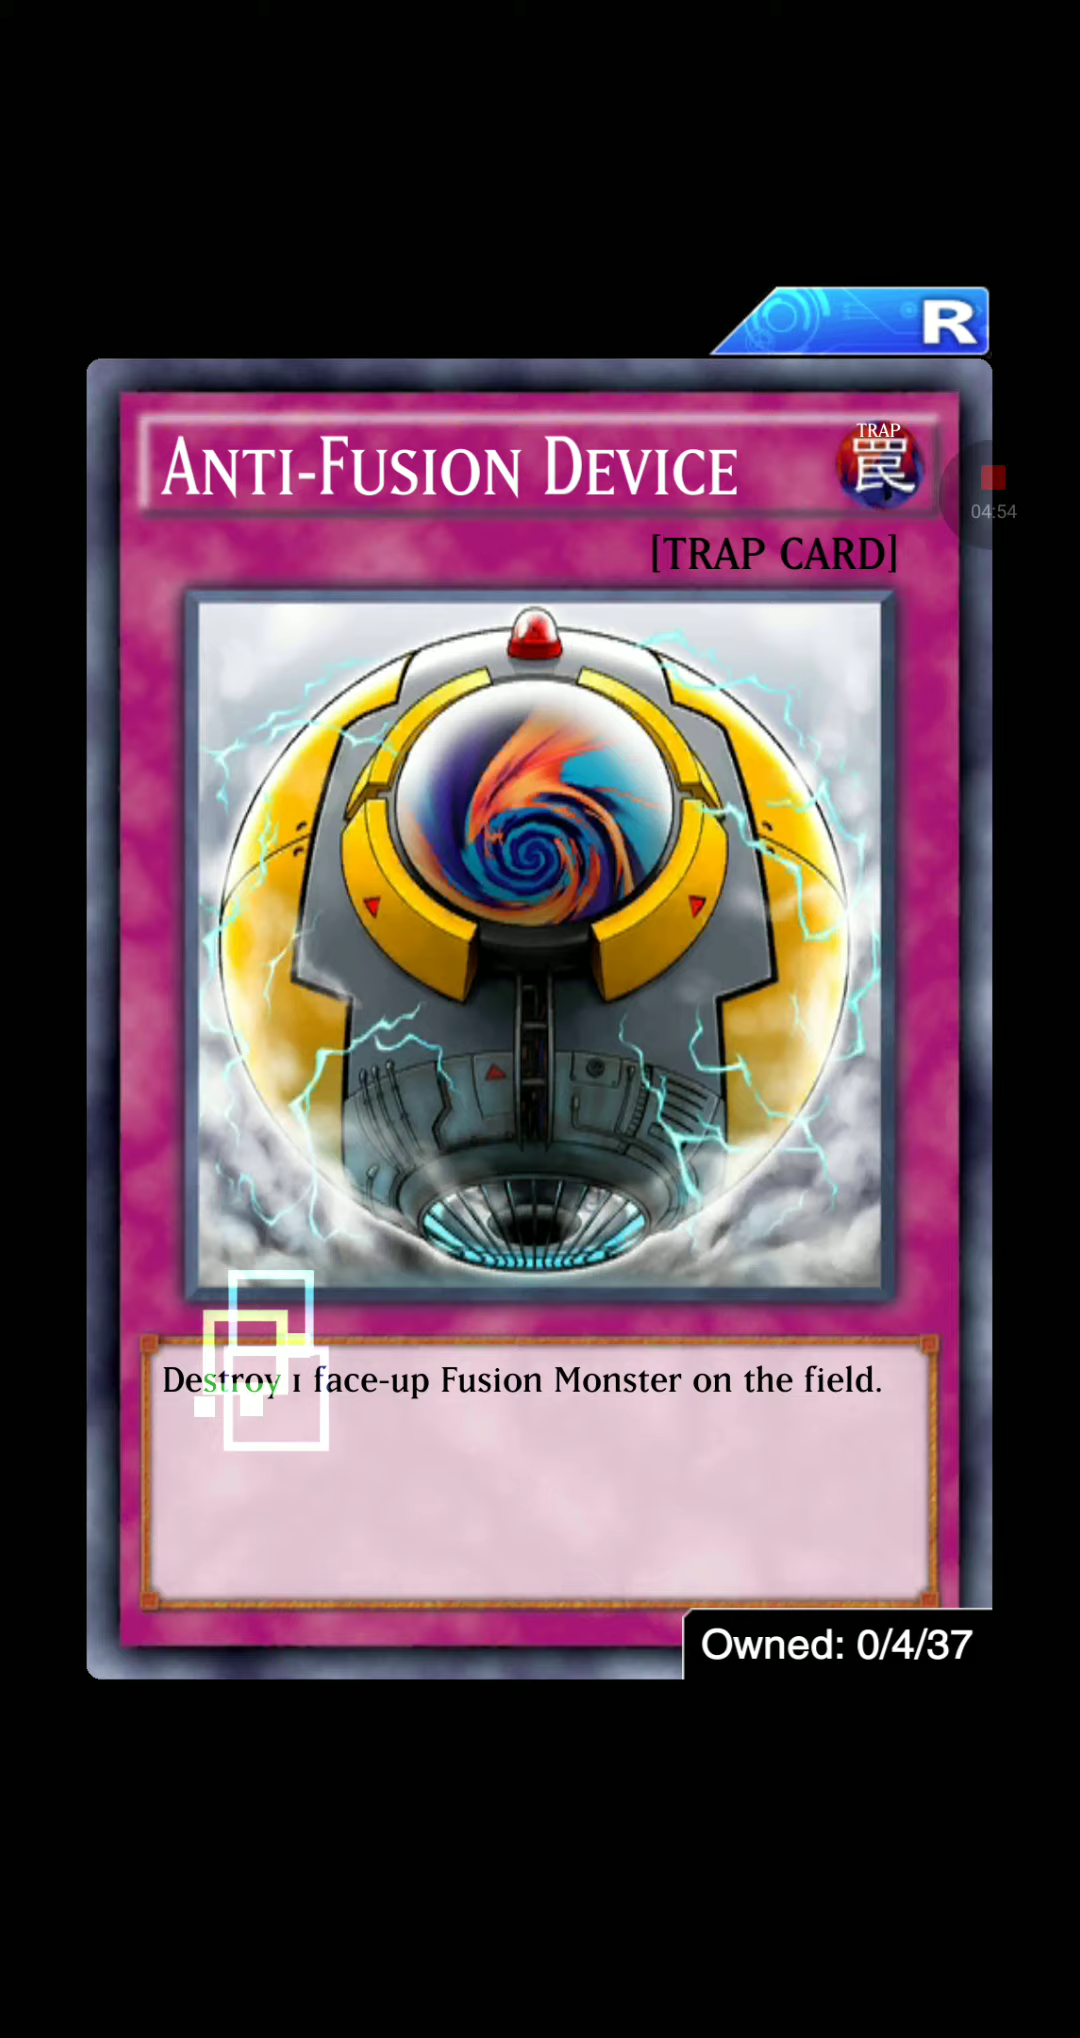 R
Anti-Fusion Device
TRAP
罠
04:54
[TRAP CARD]
Destroy 1 face-up Fusion Monster on the field.
Owned: 0/4/37